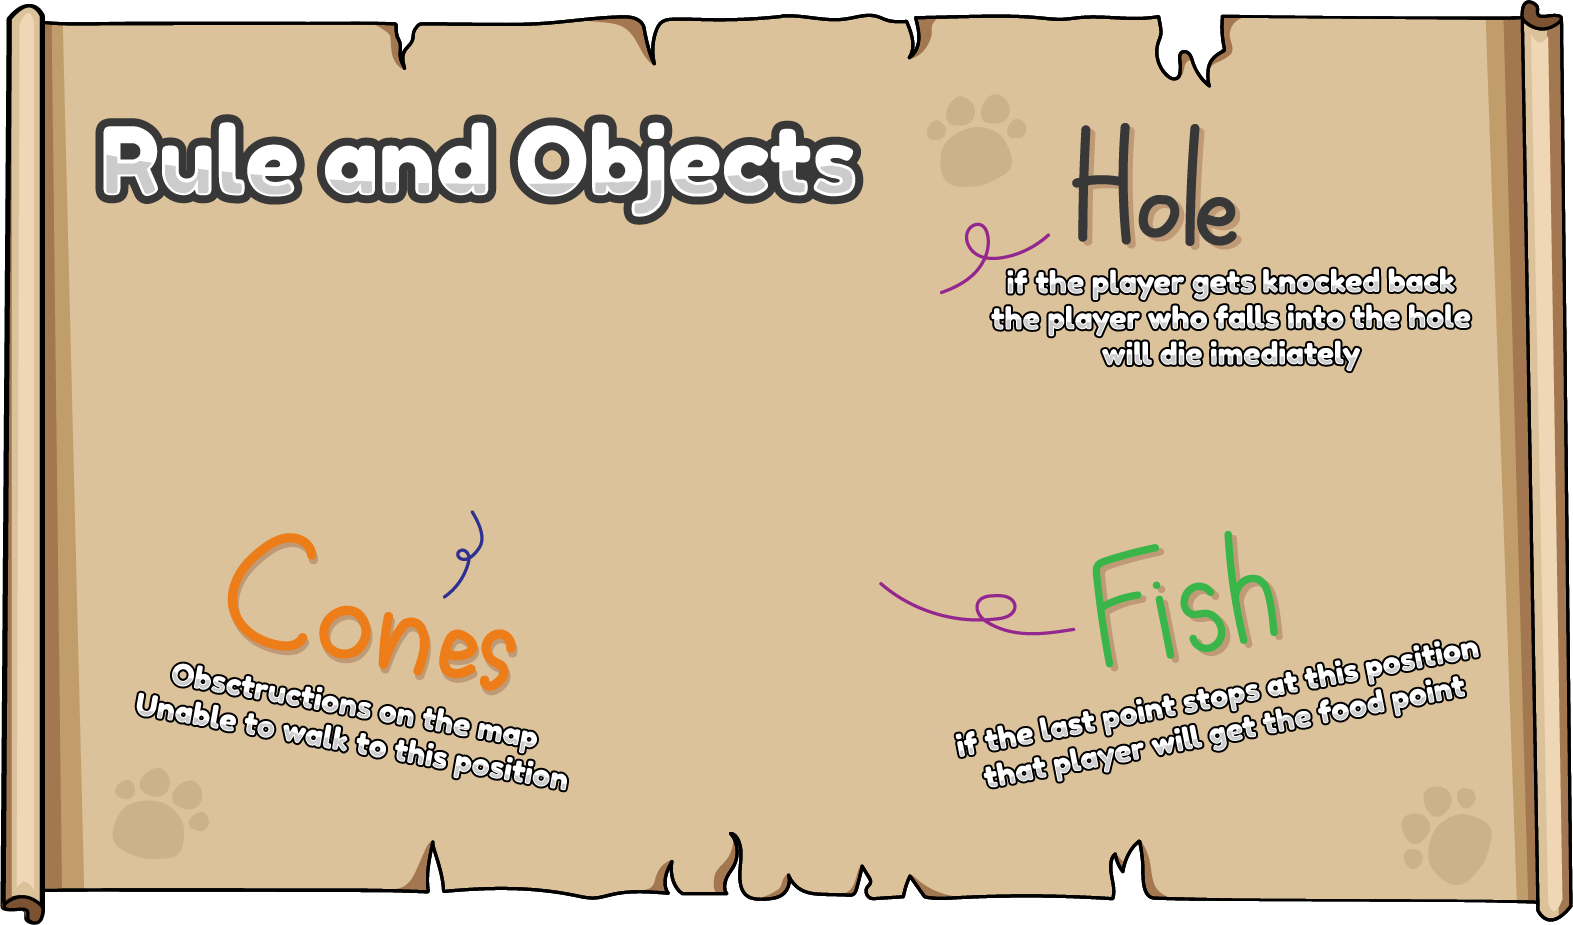 Rule and Objects
Hole
if the player gets knocked back
the player who falls into the hole
will die imediately
Cones
Obsctructions on the map
Unable to walk to this position
Fish
if the last point stops at this position
that player will get the food point